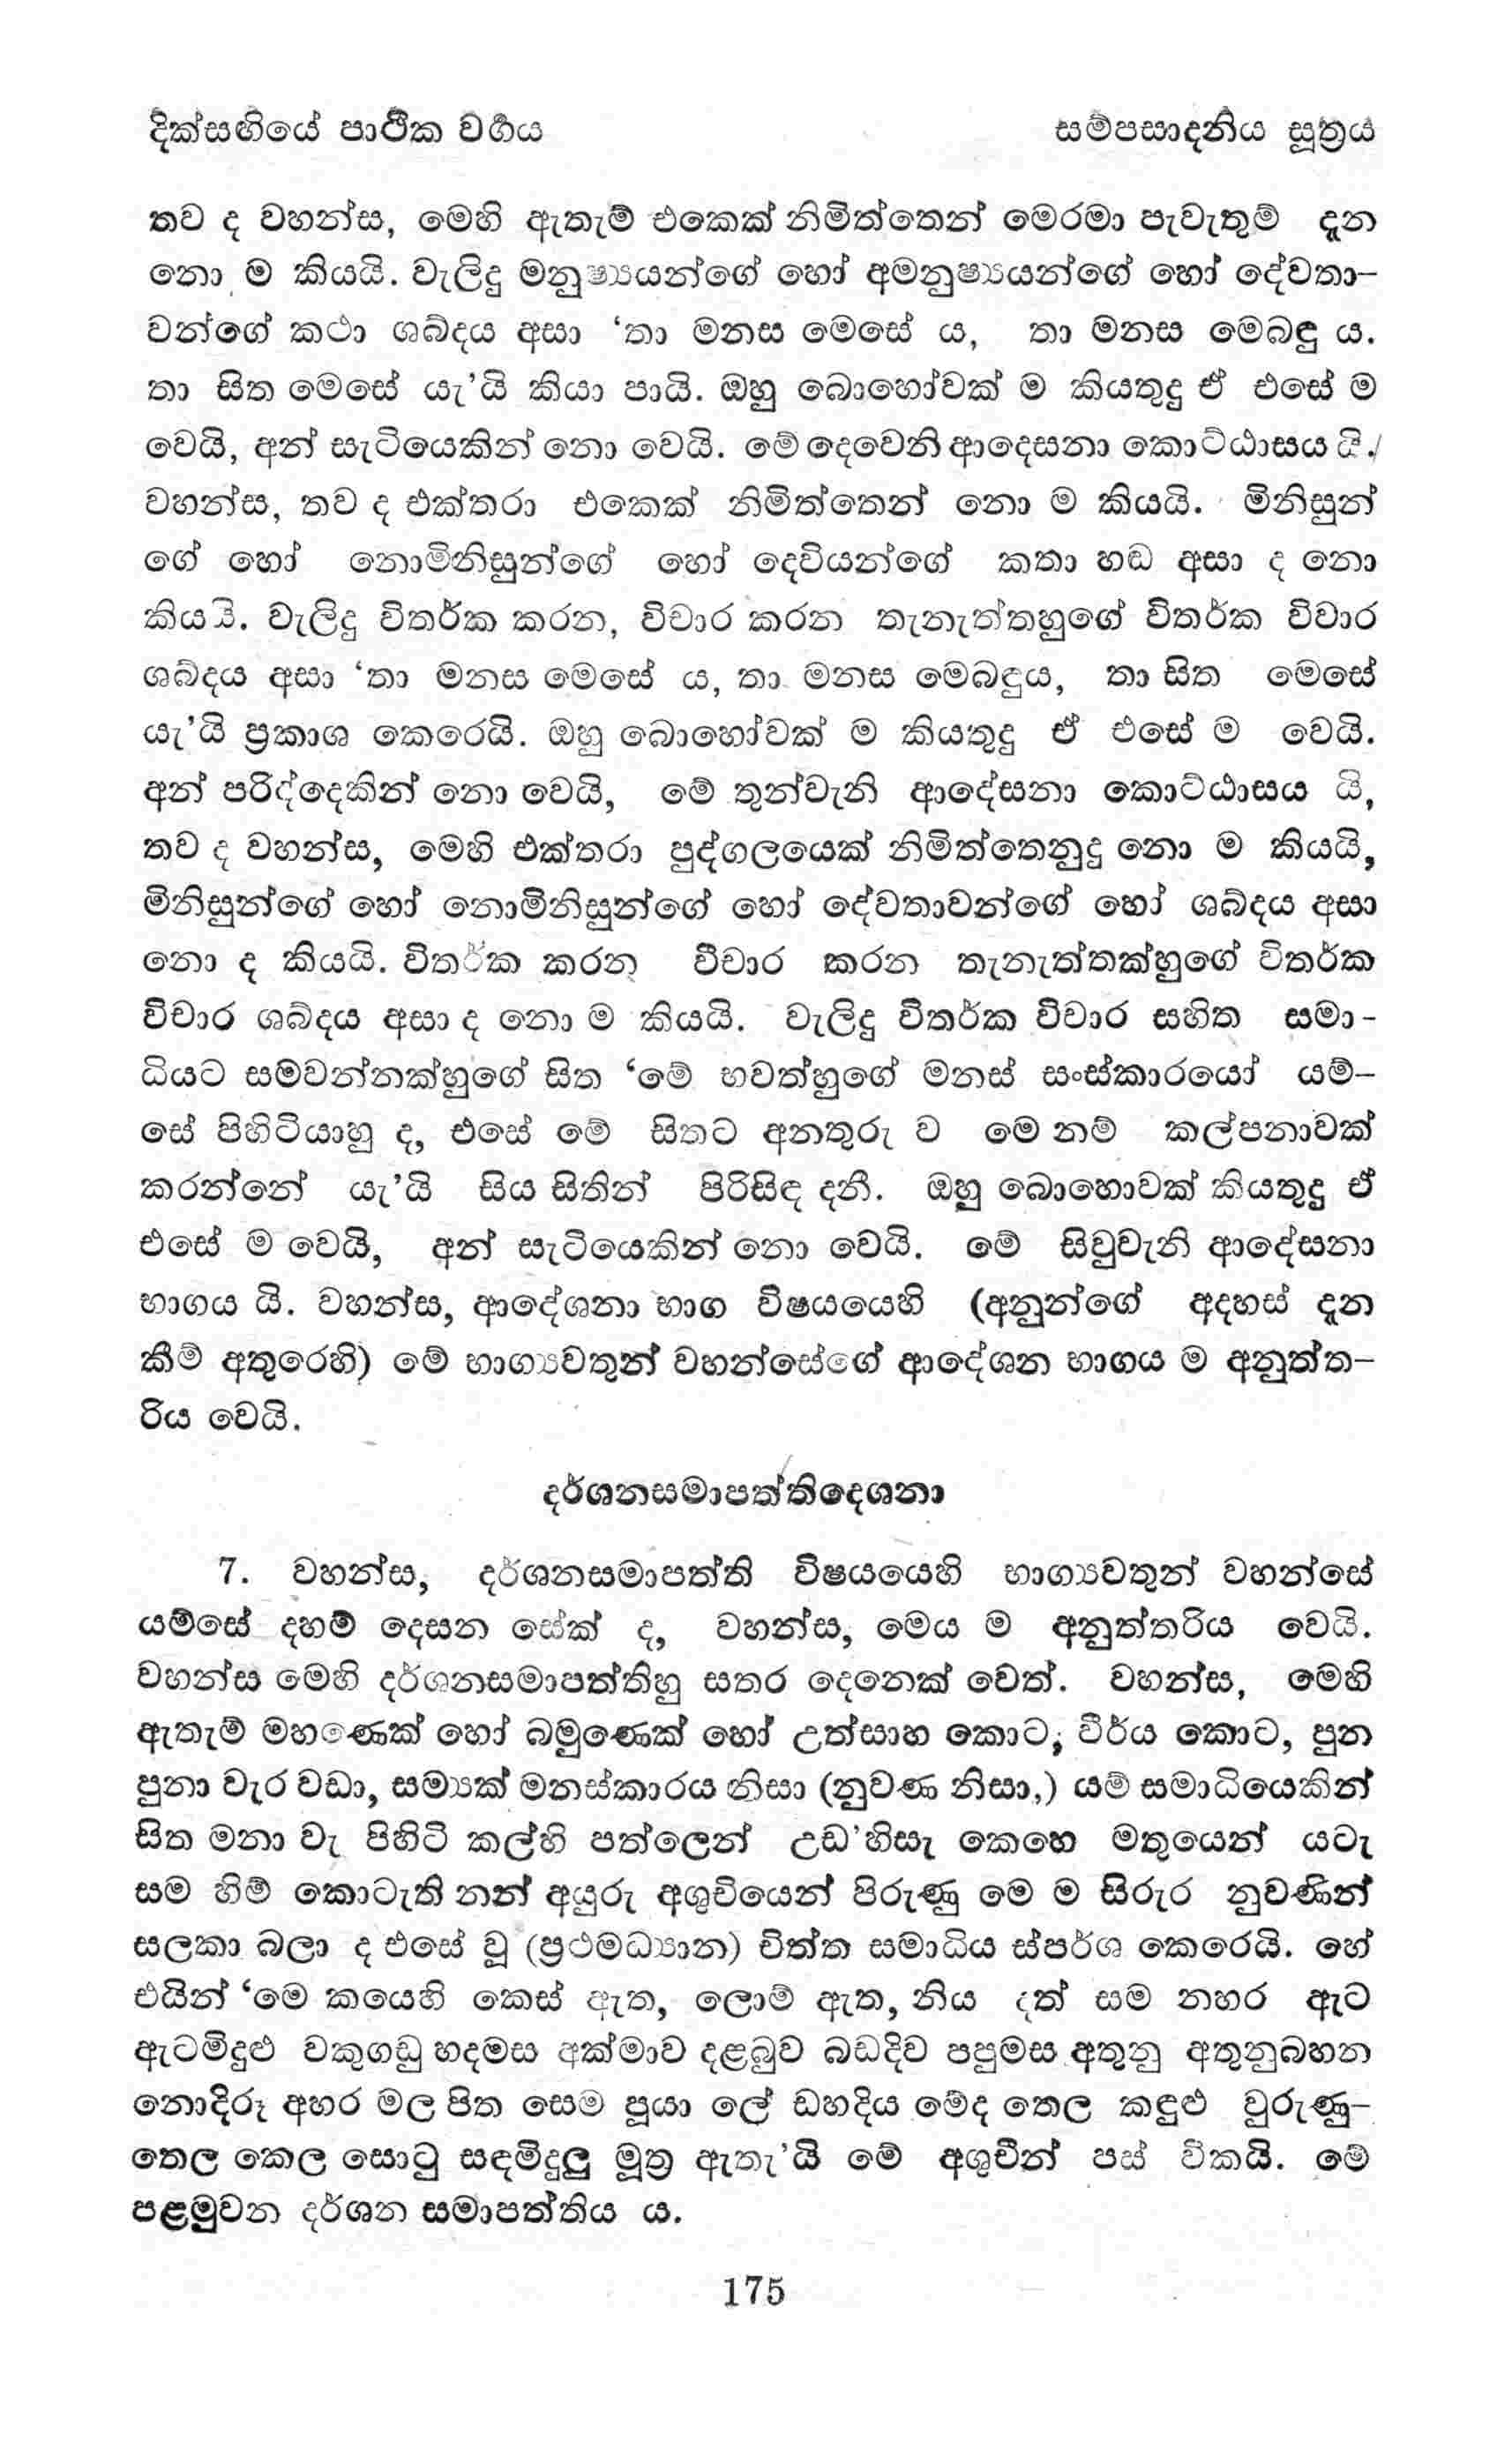 දික්සඟියේ පාථික වර්‍ගය සම්පසාදනිය සූත්‍රය
තව ද වහන්ස, මෙහි ඇතැම් එකෙක් නිමිත්තෙන් මෙරමා පැවැතුම් දැන
නො ම කියයි. වැලිදු මනුෂ්‍යයන්ගේ හෝ අමනුෂ්‍යයන්ගේ හෝ දේවතා-
වන්ගේ කථා ශබ්දය අසා ‘තා මනස මෙසේ ය, තා මනස මෙබඳු ය.
තා සිත මෙසේ යැ’යි කියා පායි. ඔහු බොහෝවක් ම කියතුදු ඒ එසේ ම
වෙයි, අන් සැටියෙකින් නො වෙයි. මේ දෙවෙනි ආදෙසනා කොට්ඨාසය යි.
වහන්ස, තව ද එක්තරා එකෙක් නිමිත්තෙන් නො ම කියයි. මිනිසුන්
ගේ හෝ නොමිනිසුන්ගේ හෝ දෙවියන්ගේ කතා හඬ අසා ද නො
කියයි. වැලිදු විතර්ක කරන, විචාර කරන තැනැත්තහුගේ විතර්ක විචාර
ශබ්දය අසා ‘තා මනස මෙසේ ය, තා මනස මෙබඳුය, තා සිත මෙසේ
යැ’යි ප්‍රකාශ කෙරෙයි. ඔහු බොහෝවක් ම කියතුදු ඒ එසේ ම වෙයි.
අන් පරිද්දෙකින් නො වෙයි, මේ තුන්වැනි ආදේසනා කොට්ඨාසය යි,
තව ද වහන්ස, මෙහි එක්තරා පුද්ගලයෙක් නිමිත්තෙනුදු නො ම කියයි,
මිනිසුන්ගේ හෝ නොමිනිසුන්ගේ හෝ දේවතාවන්ගේ හෝ ශබ්දය අසා
නො ද කියයි. විතර්ක කරන විචාර කරන තැනැත්තක්හුගේ විතර්ක
විචාර ශබ්දය අසා ද නො ම කියයි. වැලිදු විතර්ක විචාර සහිත සමා-
ධියට සමවන්නක්හුගේ සිත ‘මේ භවත්හුගේ මනස් සංස්කාරයෝ යම්-
සේ පිහිටියාහු ද, එසේ මේ සිතට අනතුරු ව මෙ නම් කල්පනාවක්
කරන්නේ යැ’යි සිය සිතින් පිරිසිඳ දනී. ඔහු බොහොවක් කියතුදු ඒ
එසේ ම වෙයි, අන් සැටියෙකින් නො වෙයි. මේ සිවුවැනි ආදේසනා
භාගය යි. වහන්ස, ආදේශනා භාග විෂයයෙහි (අනුන්ගේ අදහස් දැන
කීම් අතුරෙහි) මේ භාග්‍යවතුන් වහන්සේගේ ආදේශන භාගය ම අනුත්ත-
රිය වෙයි.
දර්ශනසමාපත්තිදෙශනා
7. වහන්ස, දර්ශනසමාපත්ති විෂයයෙහි භාග්‍යවතුන් වහන්සේ
යම්සේ දහම් දෙසන සේක් ද, වහන්ස, මෙය ම අනුත්තරිය වෙයි.
වහන්ස මෙහි දර්ශනසමාපත්තිහු සතර දෙනෙක් වෙත්. වහන්ස, මෙහි
ඇතැම් මහණෙක් හෝ බමුණෙක් හෝ උත්සාහ කොට, වීර්ය කොට, පුන
පුනා වැර වඩා, සම්‍යක් මනස්කාරය නිසා (නුවණ නිසා,) යම් සමාධියෙකින්
සිත මනා වැ පිහිටි කල්හි පත්ලෙන් උඩ'හිසැ කෙහෙ මතුයෙන් යටැ
සම හිම් කොටැති නන් අයුරු අශුචියෙන් පිරුණු මෙ ම සිරුර නුවණින්
සලකා බලා ද එසේ වූ (ප්‍රථමධ්‍යාන) චිත්ත සමාධිය ස්පර්ශ කෙරෙයි. හේ
එයින් ‘මෙ කයෙහි කෙස් ඇත, ලොම් ඇත, නිය දත් සම නහර ඇට
ඇටමිදුළු වකුගඩු හදමස අක්මාව දළබුව බඩදිව පපුමස අතුනු අතුනුබහන
නොදිරූ අහර මල පිත සෙම පූයා ලේ ඩහදිය මේද තෙල කඳුළු වුරුණු-
තෙල කෙල සොටු සඳමිදුලු මූත්‍ර ඇතැ’යි මේ අශුචීන් පස් විකයි. මේ
පළමුවන දර්ශන සමාපත්තිය ය.
175